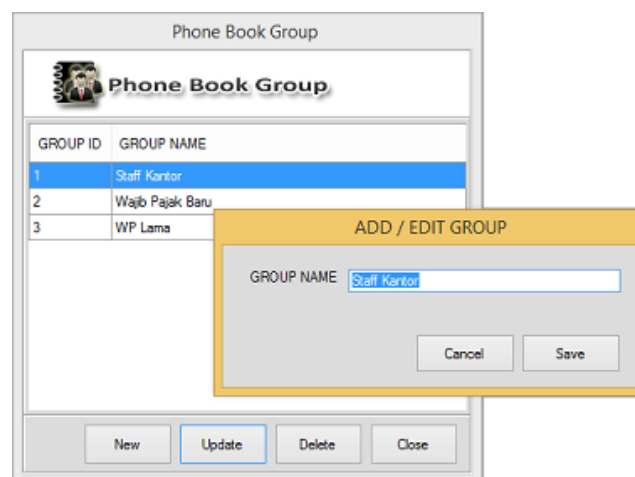 Phone Book Group
Phone Book Group
GROUP ID GROUP NAME
1 Staff Kantor
2 Wajib Pajak Baru
3 WP Lama
ADD / EDIT GROUP
GROUP NAME Staff Kantor
Cancel Save
New Update Delete Close